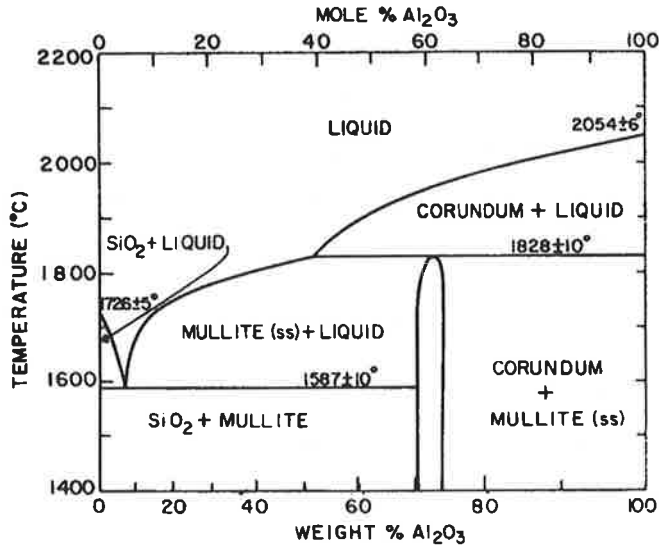 MOLE % Al₂O₃
0 20 40 60 80 100
2200
2000
1800
1600
1400
TEMPERATURE (°C)
LIQUID
2054±6°
CORUNDUM + LIQUID
SiO₂+LIQUID
1828±10°
1726±5°
MULLITE (ss)+LIQUID
1587±10°
CORUNDUM
+
MULLITE (ss)
SiO₂ + MULLITE
0 10 20 40 60 80 100
WEIGHT % Al₂O₃